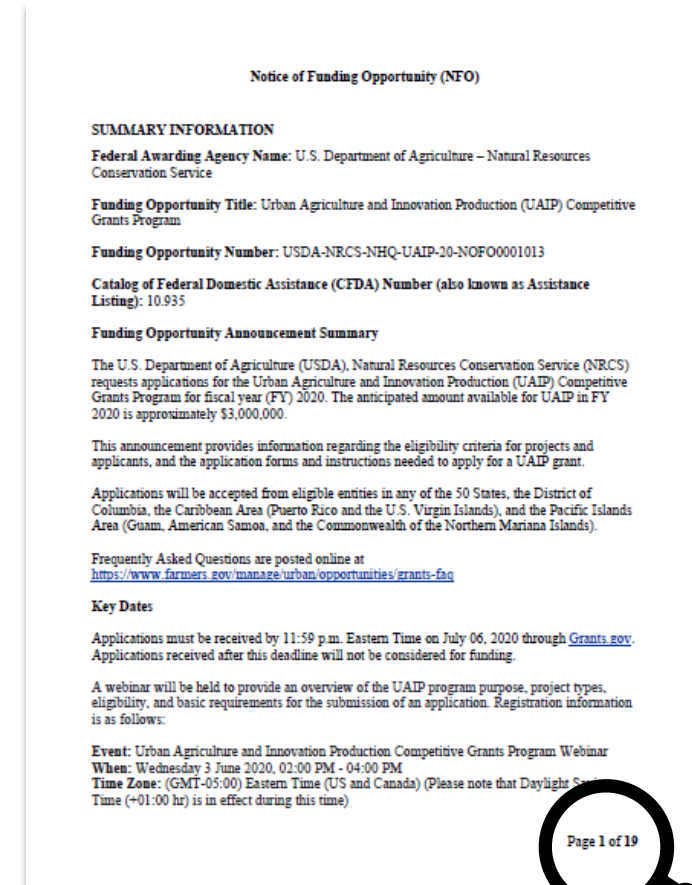 Notice of Funding Opportunity (NFO)
SUMMARY INFORMATION
Federal Awarding Agency Name: U.S. Department of Agriculture – Natural Resources
Conservation Service
Funding Opportunity Title: Urban Agriculture and Innovation Production (UAIP) Competitive
Grants Program
Funding Opportunity Number: USDA-NRCS-NHQ-UAIP-20-NOFO0001013
Catalog of Federal Domestic Assistance (CFDA) Number (also known as Assistance
Listing): 10.935
Funding Opportunity Announcement Summary
The U.S. Department of Agriculture (USDA), Natural Resources Conservation Service (NRCS)
requests applications for the Urban Agriculture and Innovation Production (UAIP) Competitive
Grants Program for fiscal year (FY) 2020. The anticipated amount available for UAIP in FY
2020 is approximately $3,000,000.
This announcement provides information regarding the eligibility criteria for projects and
applicants, and the application forms and instructions needed to apply for a UAIP grant.
Applications will be accepted from eligible entities in any of the 50 States, the District of
Columbia, the Caribbean Area (Puerto Rico and the U.S. Virgin Islands), and the Pacific Islands
Area (Guam, American Samoa, and the Commonwealth of the Northern Mariana Islands).
Frequently Asked Questions are posted online at
https://www.farmers.gov/manage/urban/opportunities/grants-faq
Key Dates
Applications must be received by 11:59 p.m. Eastern Time on July 06, 2020 through Grants.gov.
Applications received after this deadline will not be considered for funding.
A webinar will be held to provide an overview of the UAIP program purpose, project types,
eligibility, and basic requirements for the submission of an application. Registration information
is as follows:
Event: Urban Agriculture and Innovation Production Competitive Grants Program Webinar
When: Wednesday 3 June 2020, 02:00 PM - 04:00 PM
Time Zone: (GMT-05:00) Eastern Time (US and Canada) (Please note that Daylight
Time (+01:00 hr) is in effect during this time)
Page 1 of 19